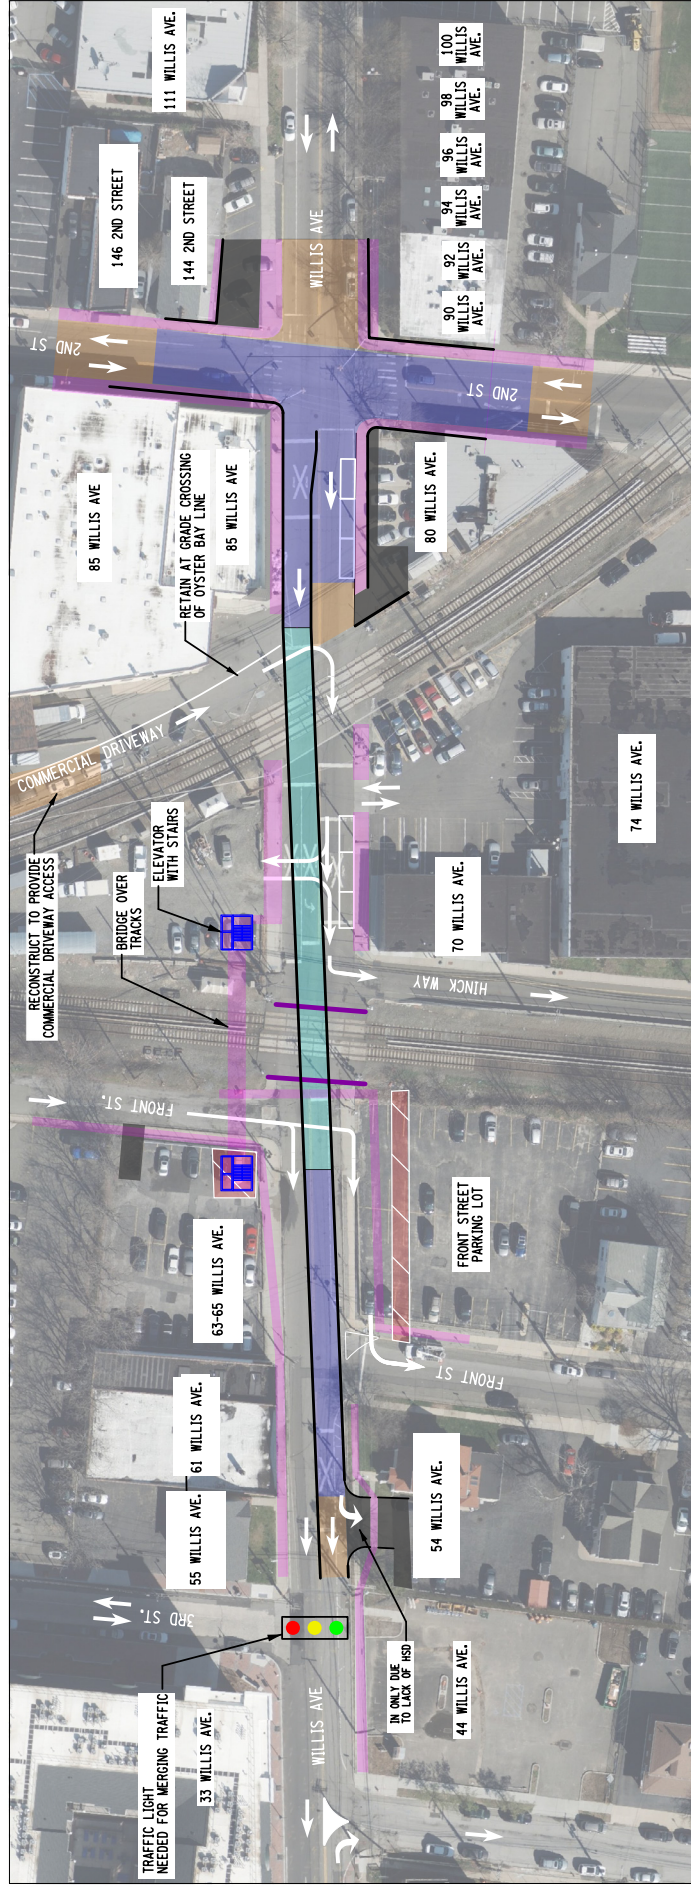 111 WILLIS AVE.
100
WILLIS
AVE.
98
WILLIS
AVE.
96
WILLIS
AVE.
94
WILLIS
AVE.
92
WILLIS
AVE.
90
WILLIS
AVE.
146 2ND STREET
144 2ND STREET
WILLIS AVE
2ND ST
2ND ST
85 WILLIS AVE
85 WILLIS AVE
80 WILLIS AVE.
RETAIN AT GRADE CROSSING
OF OYSTER BAY LINE
COMMERCIAL DRIVEWAY
RECONSTRUCT TO PROVIDE
COMMERCIAL DRIVEWAY ACCESS
BRIDGE OVER
TRACKS
ELEVATOR
WITH STAIRS
74 WILLIS AVE.
70 WILLIS AVE.
HINCK WAY
FRONT ST.
FRONT STREET
PARKING LOT
63-65 WILLIS AVE.
FRONT ST
61 WILLIS AVE.
55 WILLIS AVE.
54 WILLIS AVE.
3RD ST.
TRAFFIC LIGHT
NEEDED FOR MERGING TRAFFIC
33 WILLIS AVE.
WILLIS AVE
IN ONLY DUE
TO LACK OF HSD
44 WILLIS AVE.